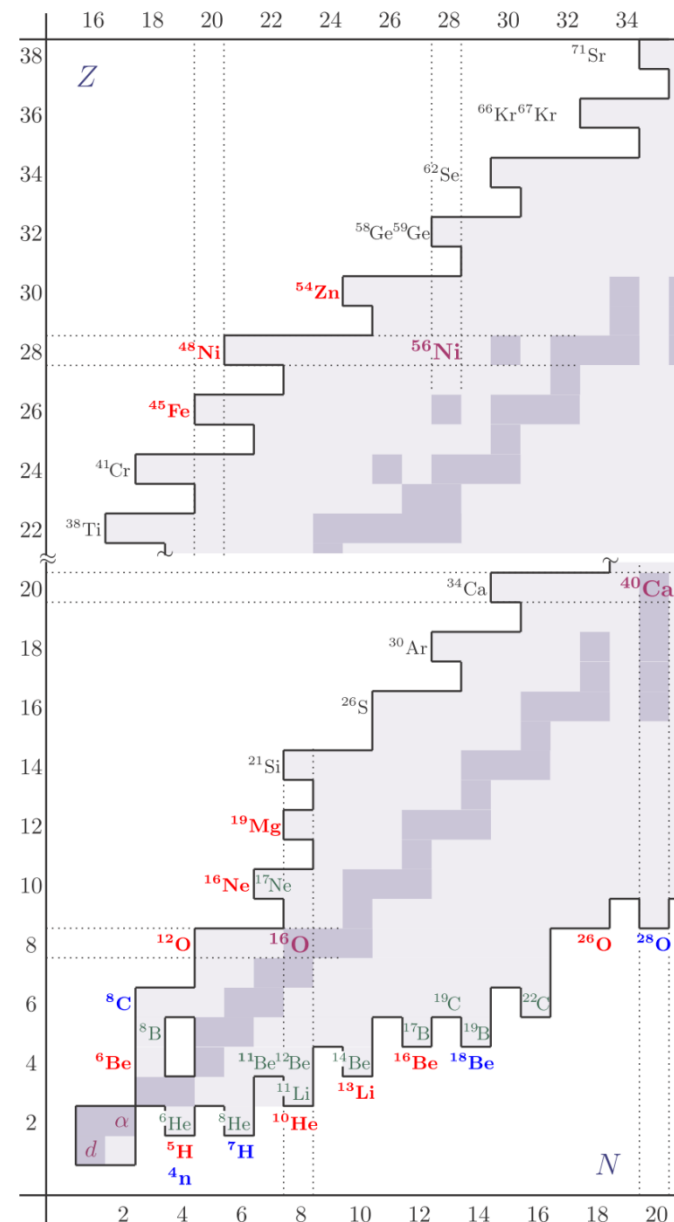 16 18 20 22 24 26 28 30 32 34
38 ⁷¹Sr
Z
36 ⁶⁶Kr⁶⁷Kr
34 ⁶²Se
32 ⁵⁸Ge⁵⁹Ge
30 ⁵⁴Zn
28 ⁴⁸Ni ⁵⁶Ni
26 ⁴⁵Fe
24 ⁴¹Cr
22 ³⁸Ti
~ ~ ~
20 ³⁴Ca ⁴⁰Ca
18 ³⁰Ar
16 ²⁶S
14 ²¹Si
12 ¹⁹Mg
10 ¹⁶Ne ¹⁷Ne
8 ¹²O ¹⁶O ²⁶O ²⁸O
6 ⁸C ¹⁹C ²²C
⁸B ¹⁷B ¹⁹B
4 ⁶Be ¹¹Be¹²Be ¹⁴Be ¹⁶Be ¹⁸Be
¹¹Li ¹³Li
2 α ⁶He ⁸He ¹⁰He
d ⁵H ⁷H
⁴n N
2 4 6 8 10 12 14 16 18 20